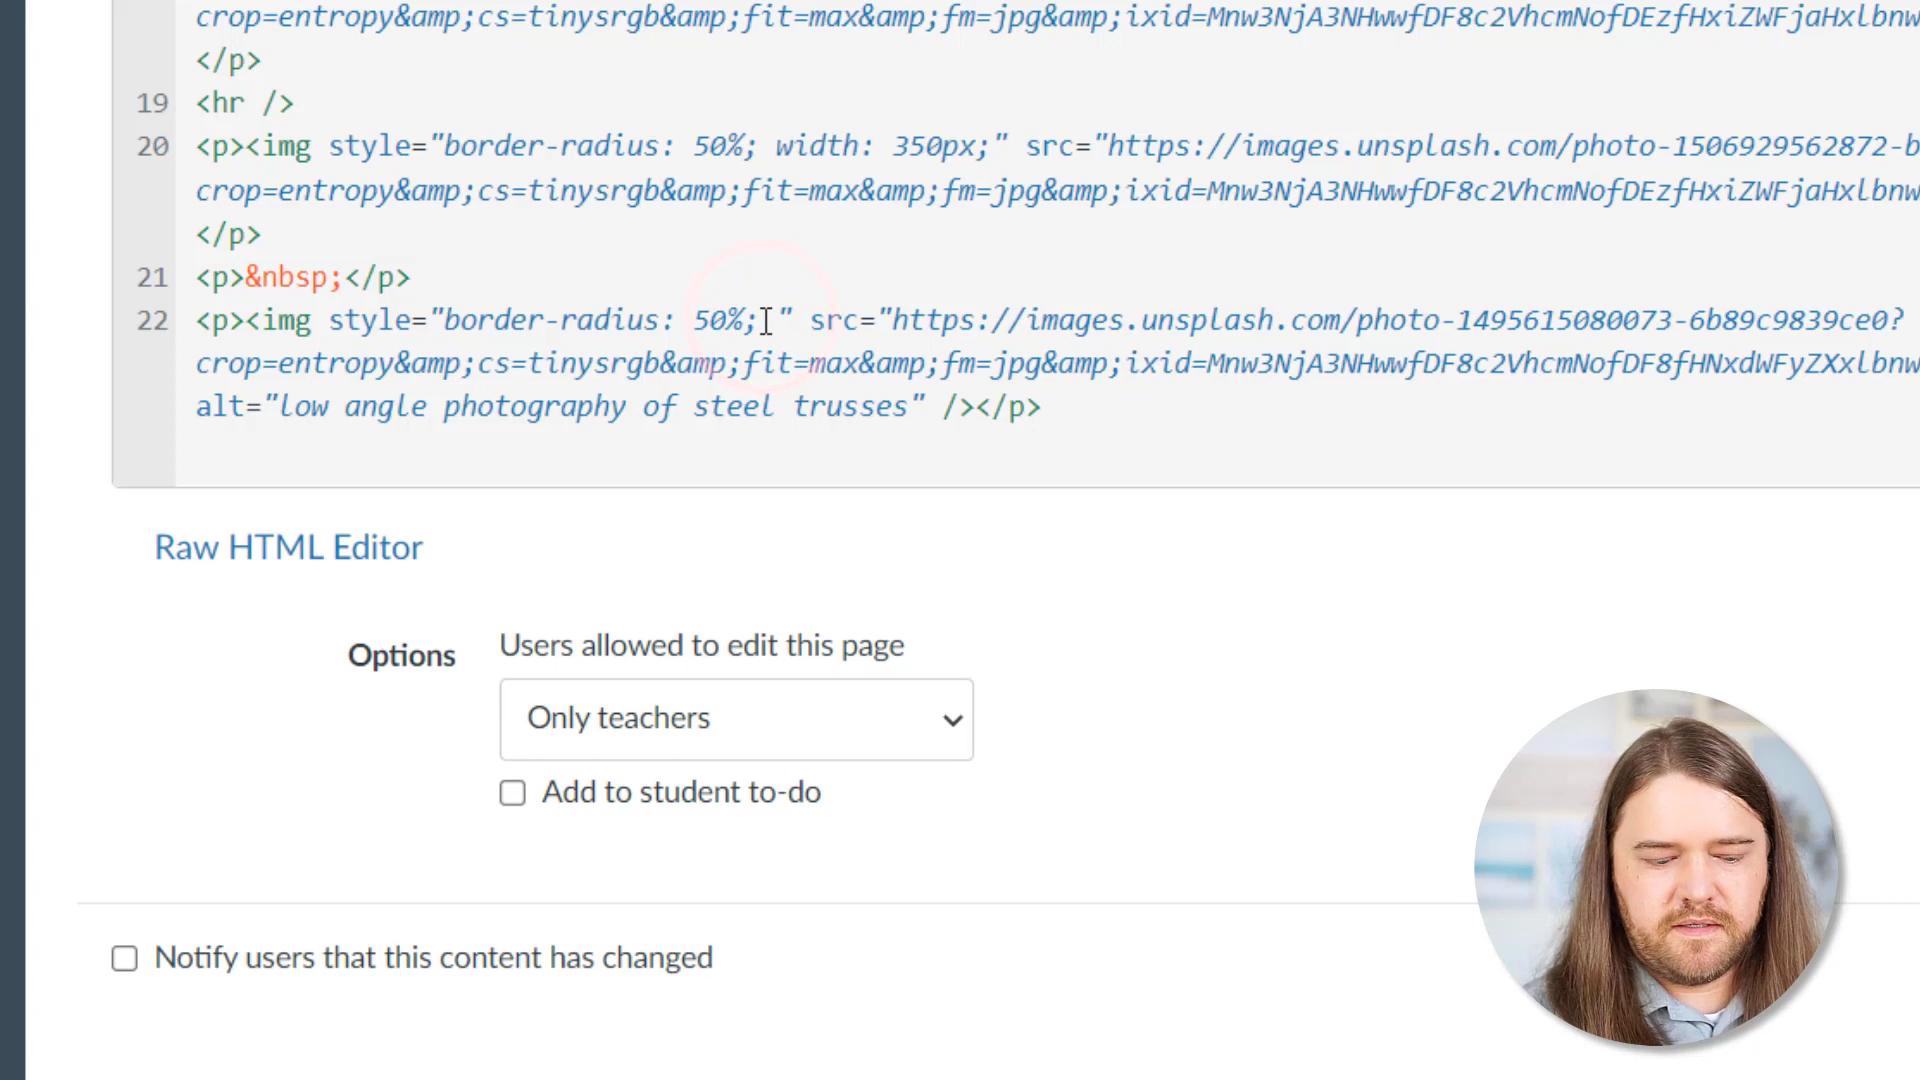 crop=entropy&amp;cs=tinysrgb&amp;fit=max&amp;fm=jpg&amp;ixid=Mnw3NjA3NHwwfDF8c2VhcmNofDEzfHxiZWFjaHxlbnw
</p>
19 <hr />
20 <p><img style="border-radius: 50%; width: 350px;" src="https://images.unsplash.com/photo-1506929562872-b
crop=entropy&amp;cs=tinysrgb&amp;fit=max&amp;fm=jpg&amp;ixid=Mnw3NjA3NHwwfDF8c2VhcmNofDEzfHxiZWFjaHxlbnw
</p>
21 <p>&nbsp;</p>
22 <p><img style="border-radius: 50%; " src="https://images.unsplash.com/photo-1495615080073-6b89c9839ce0?
crop=entropy&amp;cs=tinysrgb&amp;fit=max&amp;fm=jpg&amp;ixid=Mnw3NjA3NHwwfDF8c2VhcmNofDF8fHNxdWFyZXxlbnw
alt="low angle photography of steel trusses" /></p>
Raw HTML Editor
Options
Users allowed to edit this page
Only teachers
Add to student to-do
Notify users that this content has changed